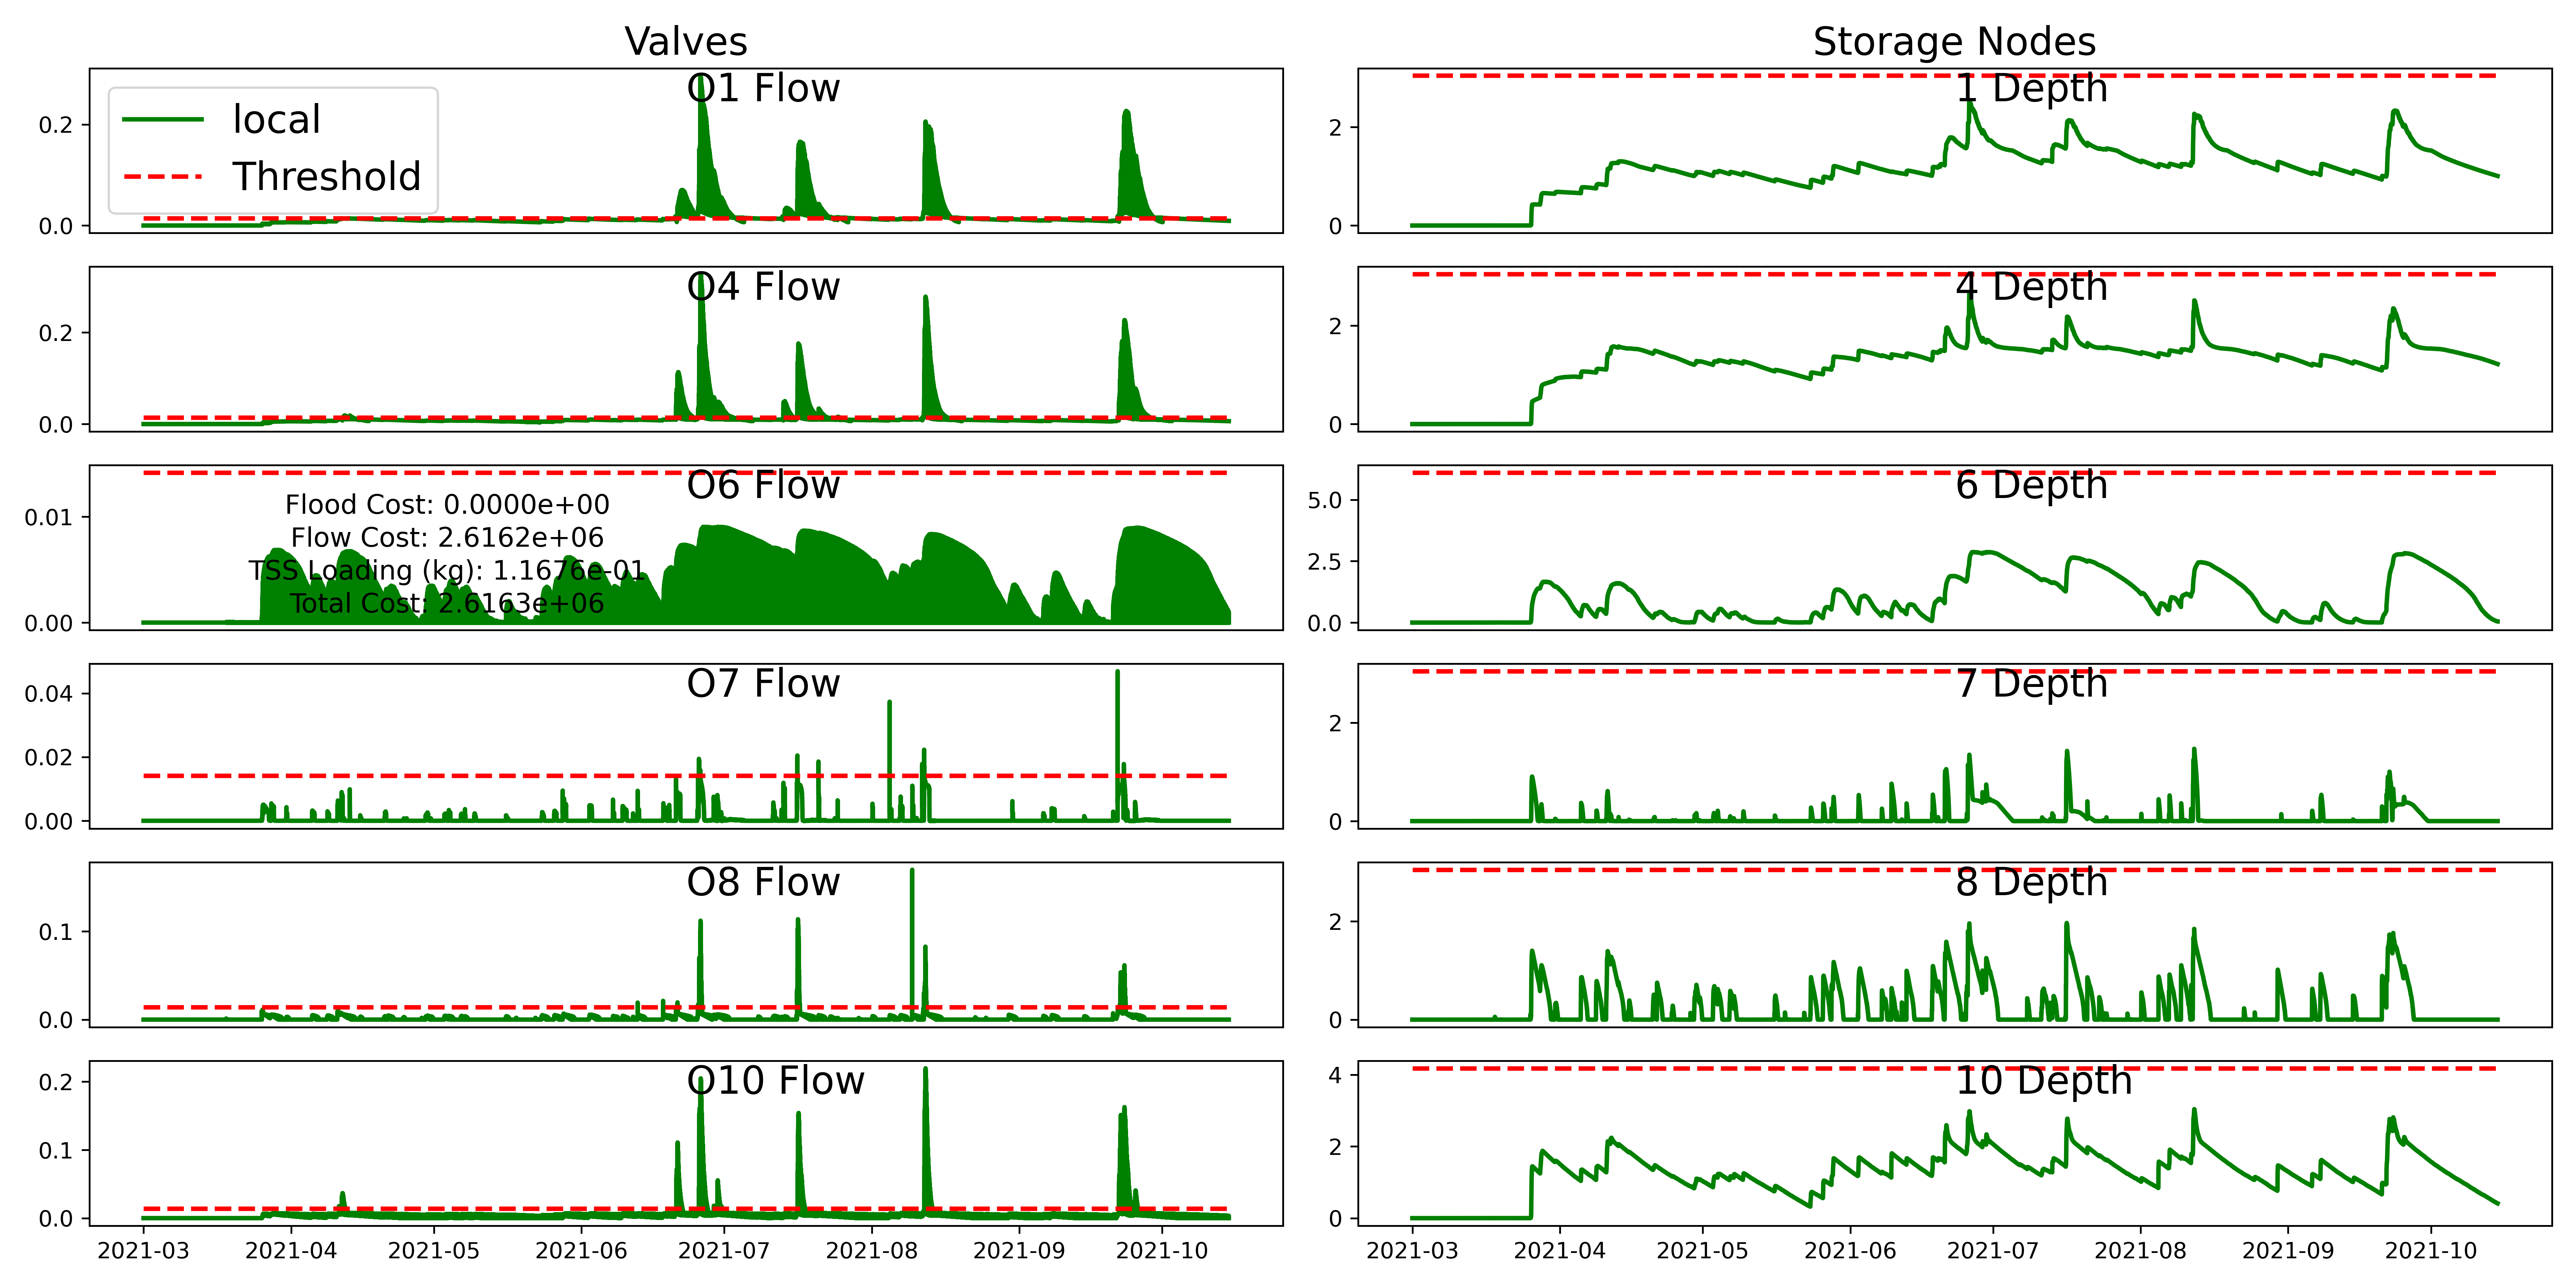 Valves
Storage Nodes
O1 Flow
local
Threshold
0.2
0.0
1 Depth
2
0
O4 Flow
0.2
0.0
4 Depth
2
0
O6 Flow
Flood Cost: 0.0000e+00
Flow Cost: 2.6162e+06
TSS Loading (kg): 1.1676e-01
Total Cost: 2.6163e+06
0.01
0.00
6 Depth
5.0
2.5
0.0
O7 Flow
0.04
0.02
0.00
7 Depth
2
0
O8 Flow
0.1
0.0
8 Depth
2
0
O10 Flow
0.2
0.1
0.0
10 Depth
4
2
0
2021-03 2021-04 2021-05 2021-06 2021-07 2021-08 2021-09 2021-10
2021-03 2021-04 2021-05 2021-06 2021-07 2021-08 2021-09 2021-10